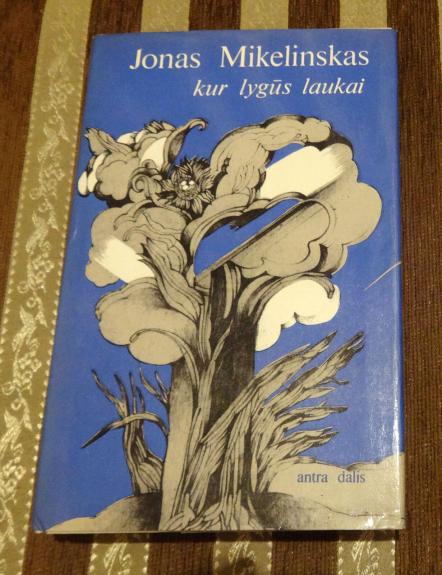 Jonas Mikelinskas
kur lygūs laukai
antra dalis